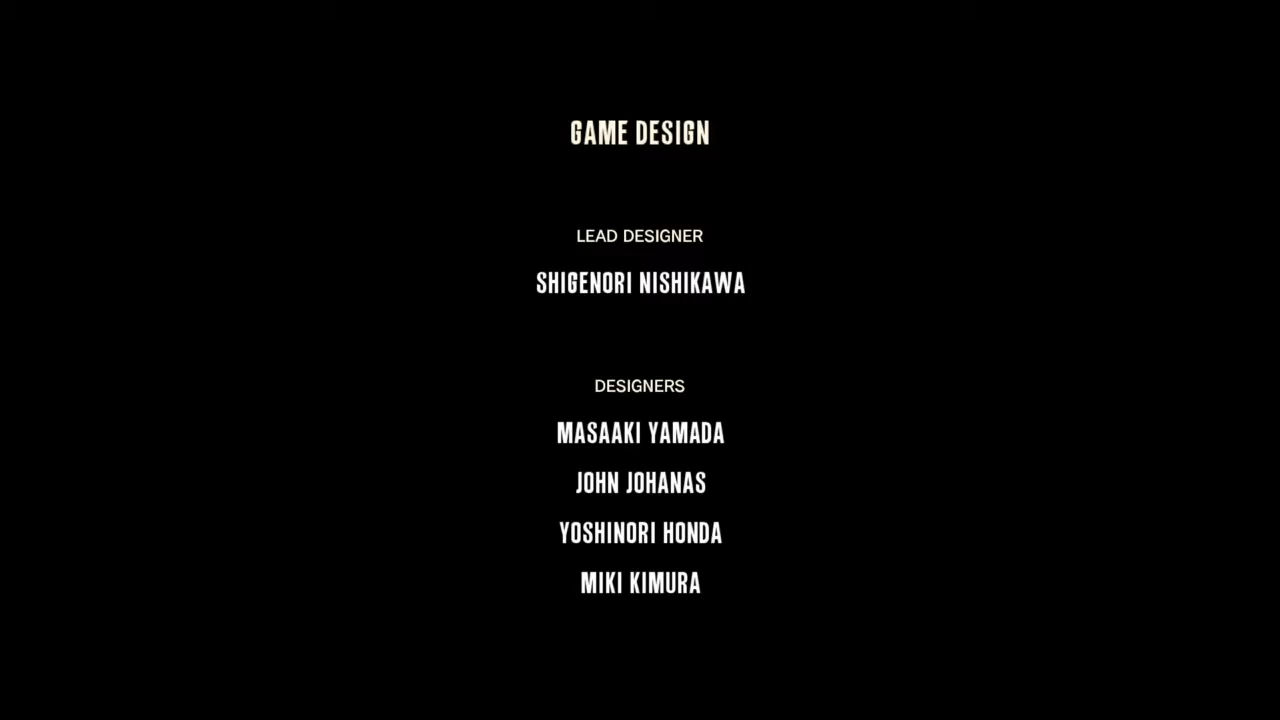 GAME DESIGN
LEAD DESIGNER
SHIGENORI NISHIKAWA
DESIGNERS
MASAAKI YAMADA
JOHN JOHANAS
YOSHINORI HONDA
MIKI KIMURA